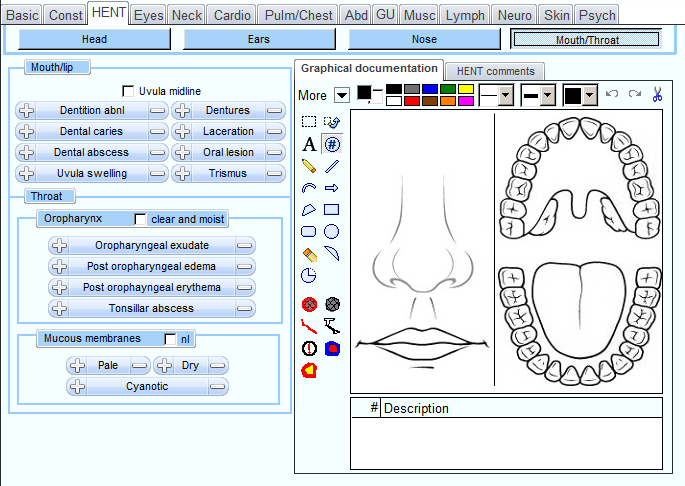 Basic Const HENT Eyes Neck Cardio Pulm/Chest Abd GU Musc Lymph Neuro Skin Psych
Head Ears Nose Mouth/Throat
Mouth/lip
Uvula midline
Dentition abnl Dentures
Dental caries Laceration
Dental abscess Oral lesion
Uvula swelling Trismus
Throat
Oropharynx clear and moist
Oropharyngeal exudate
Post oropharyngeal edema
Post orophayngeal erythema
Tonsillar abscess
Mucous membranes nl
Pale Dry
Cyanotic
Graphical documentation HENT comments
More
A #
# Description